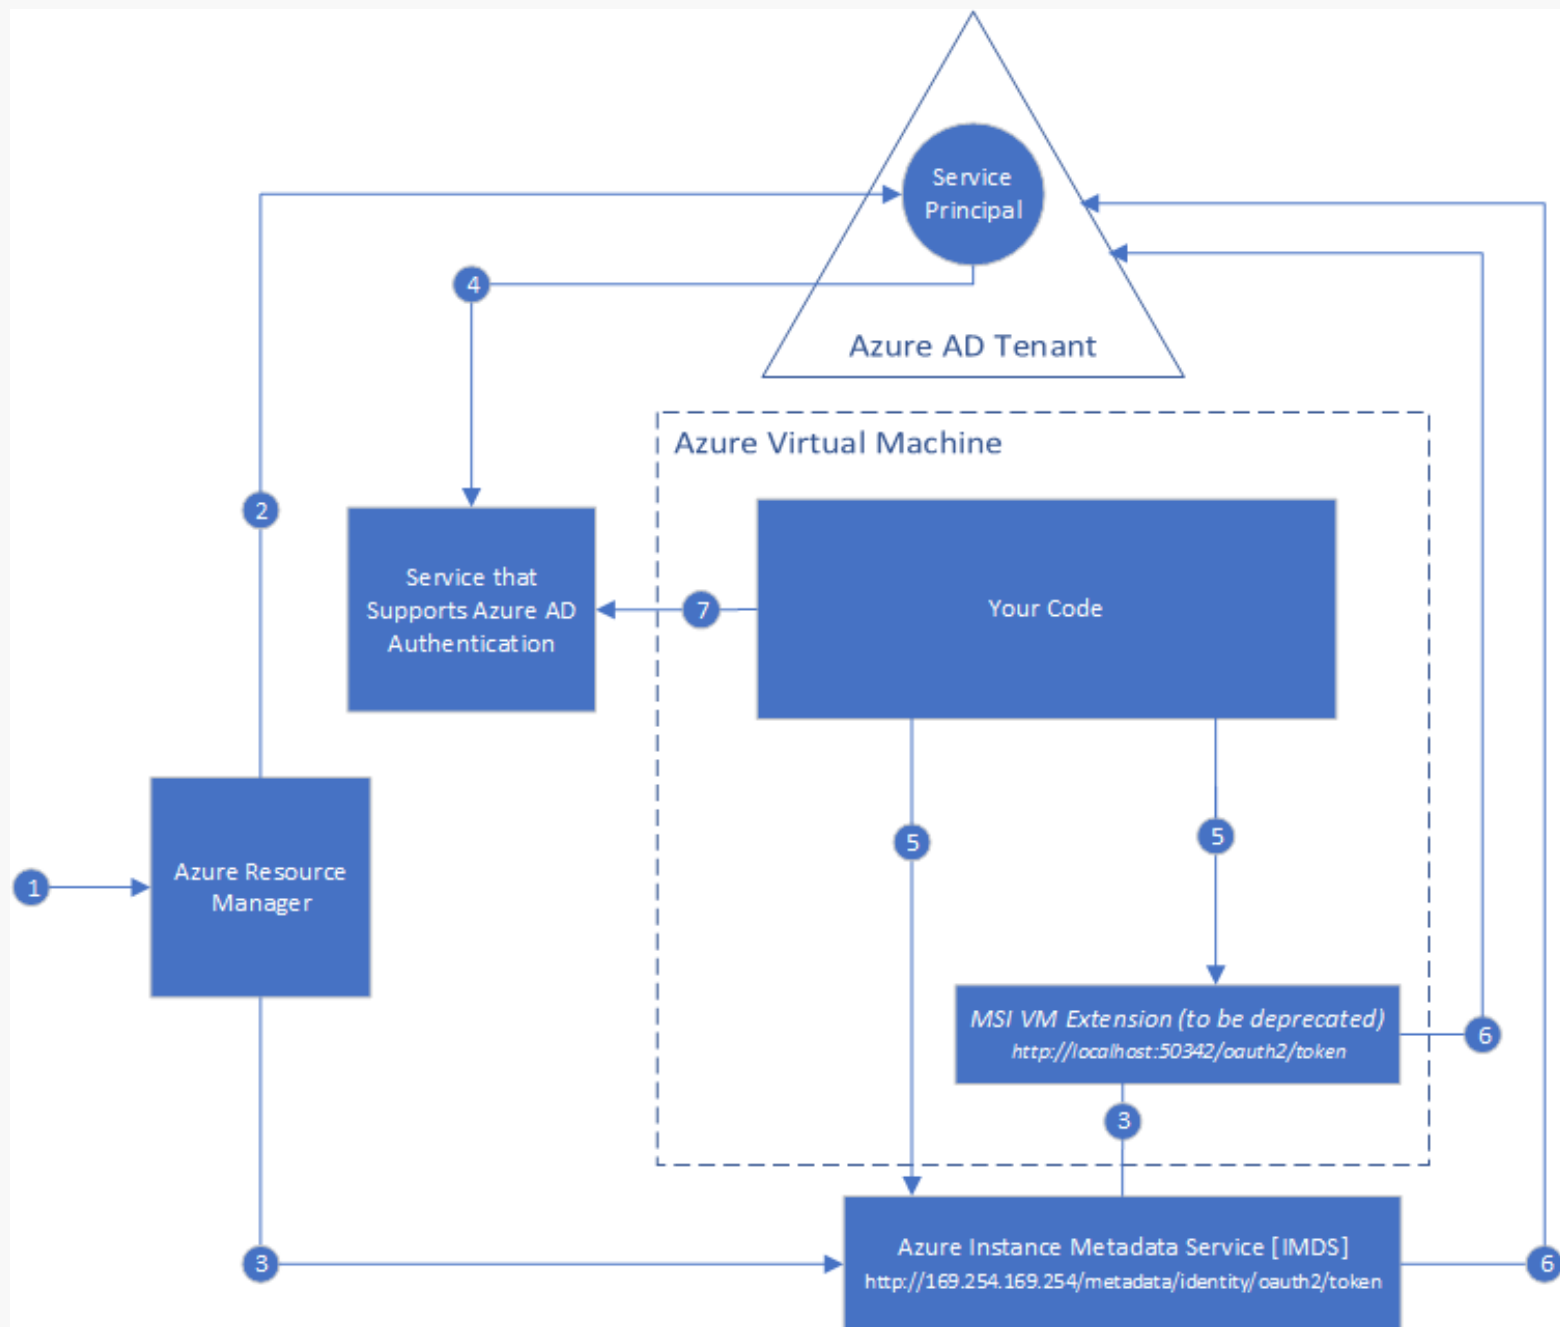 Service
Principal
4
Azure AD Tenant
Azure Virtual Machine
2
Service that
Supports Azure AD
Authentication
7
Your Code
5
5
Azure Resource
Manager
1
MSI VM Extension (to be deprecated)
http://localhost:50342/oauth2/token
6
3
3
Azure Instance Metadata Service [IMDS]
http://169.254.169.254/metadata/identity/oauth2/token
6